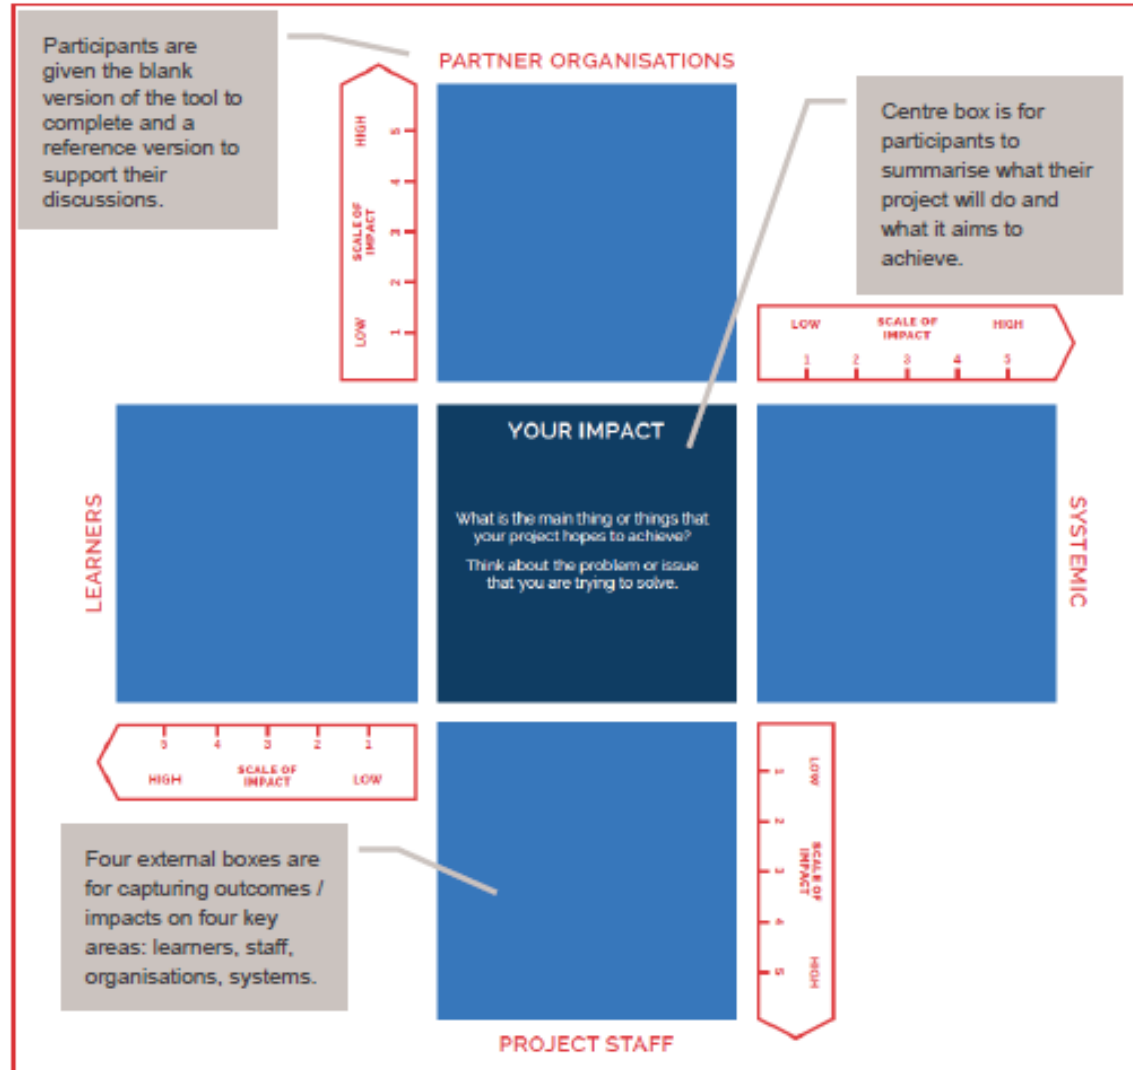 Participants are
given the blank
version of the tool to
complete and a
reference version to
support their
discussions.
PARTNER ORGANISATIONS
HIGH
SCALE OF
IMPACT
LOW
5
4
3
2
1
Centre box is for
participants to
summarise what their
project will do and
what it aims to
achieve.
LOW
SCALE OF
IMPACT
HIGH
1
2
3
4
5
LEARNERS
YOUR IMPACT
What is the main thing or things that
your project hopes to achieve?
Think about the problem or issue
that you are trying to solve.
SYSTEMIC
5
4
3
2
1
HIGH
SCALE OF
IMPACT
LOW
LOW
SCALE OF
IMPACT
HIGH
1
2
3
4
5
Four external boxes are
for capturing outcomes /
impacts on four key
areas: learners, staff,
organisations, systems.
PROJECT STAFF